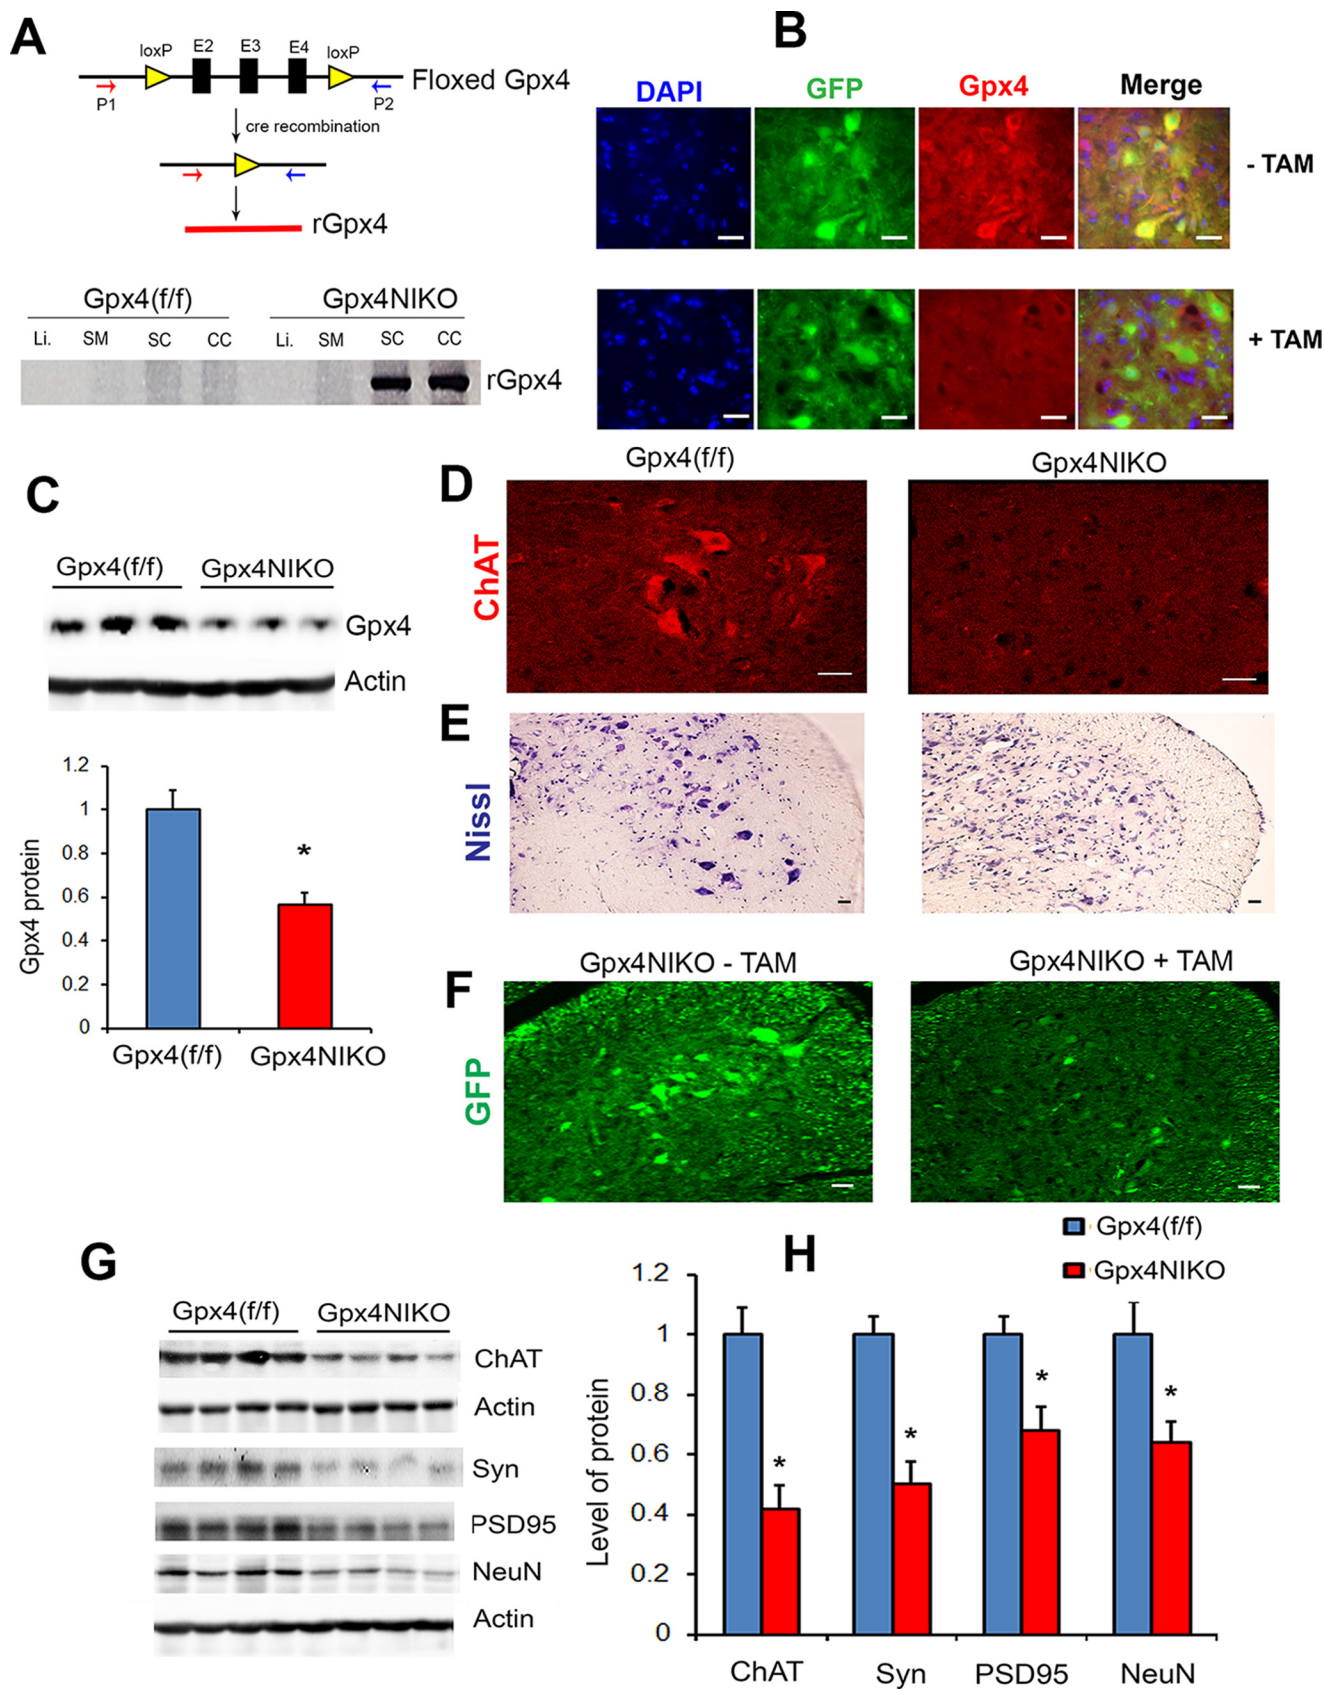 A
loxP E2 E3 E4 loxP
Floxed Gpx4
P1 P2
cre recombination
rGpx4
Gpx4(f/f) Gpx4NIKO
Li. SM SC CC Li. SM SC CC
rGpx4
B
DAPI GFP Gpx4 Merge
- TAM
+ TAM
C
Gpx4(f/f) Gpx4NIKO
Gpx4
Actin
Gpx4 protein
1.2
1
0.8
0.6
0.4
0.2
0
*
Gpx4(f/f) Gpx4NIKO
D
Gpx4(f/f) Gpx4NIKO
ChAT
E
Nissl
F
Gpx4NIKO - TAM Gpx4NIKO + TAM
GFP
G
Gpx4(f/f) Gpx4NIKO
ChAT
Actin
Syn
PSD95
NeuN
Actin
H
Gpx4(f/f)
Gpx4NIKO
Level of protein
1.2
1
0.8
0.6
0.4
0.2
0
* * * *
ChAT Syn PSD95 NeuN